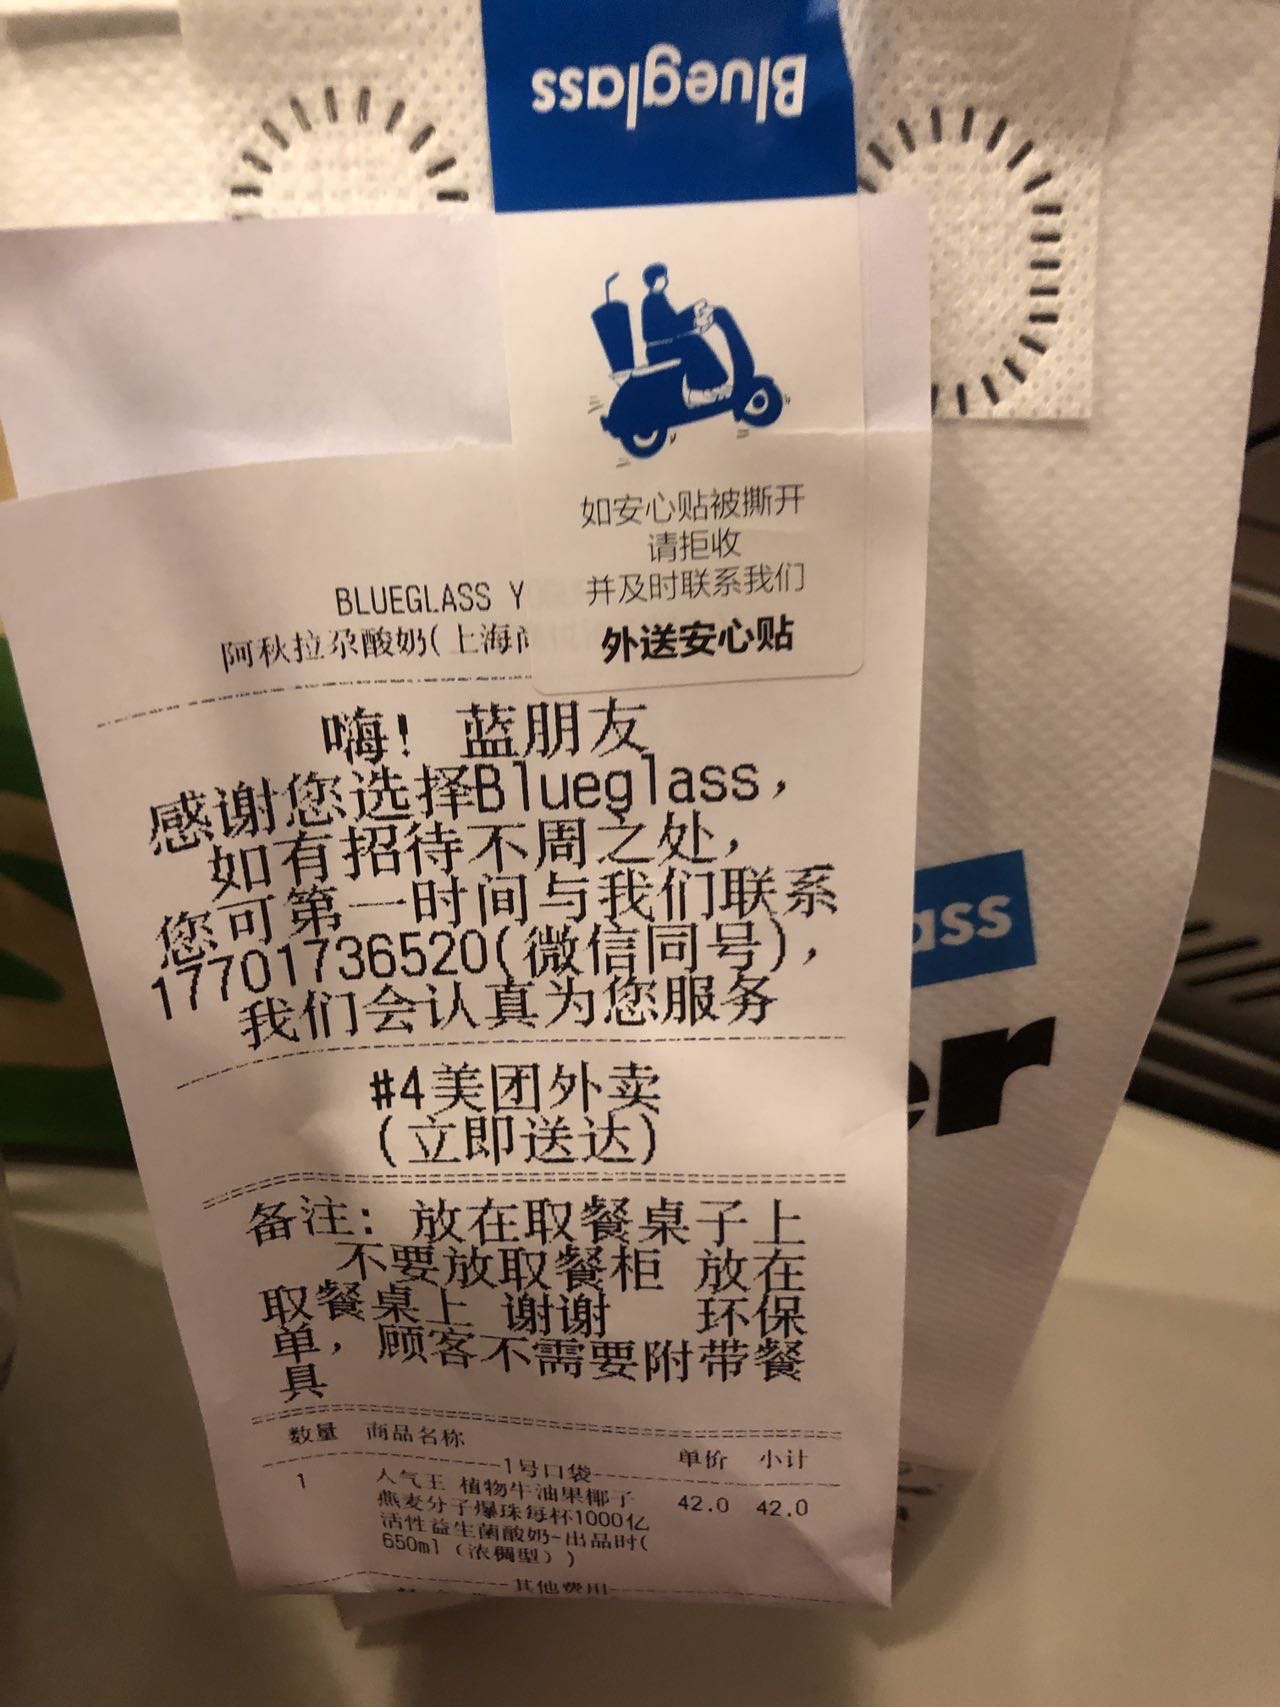 Blueglass
如安心贴被撕开
请拒收
并及时联系我们
外送安心贴
BLUEGLASS Y
阿秋拉尕酸奶(上海
嗨! 蓝朋友
感谢您选择Blueglass,
如有招待不周之处,
您可第一时间与我们联系
17701736520(微信同号),
我们会认真为您服务
#4美团外卖
(立即送达)
备注: 放在取餐桌子上
不要放取餐柜 放在
取餐桌上 谢谢 环保
单, 顾客不需要附带餐
具
数量 商品名称 单价 小计
1号口袋
1 人气王 植物牛油果椰子 42.0 42.0
燕麦分子爆珠每杯1000亿
活性益生菌酸奶-出品时(
650ml (浓稠型))
其他费用
ass
er